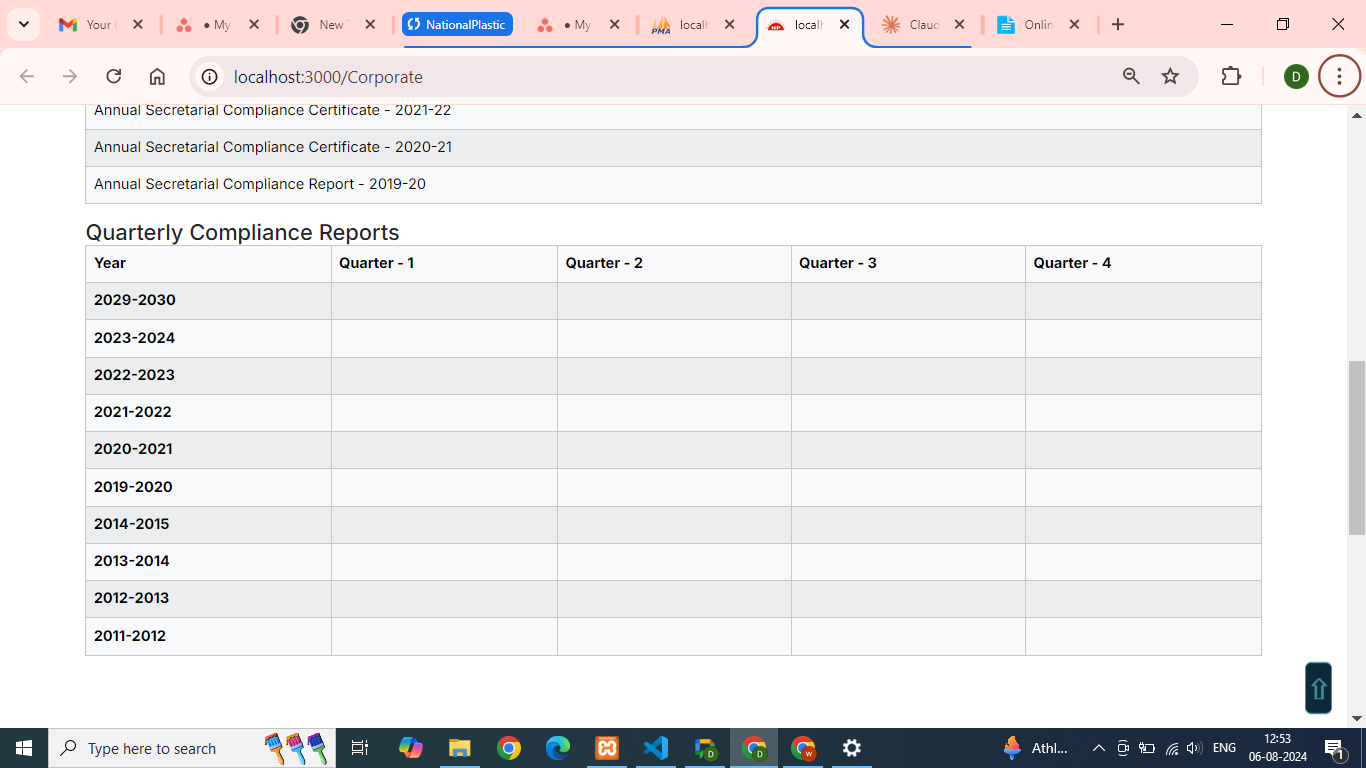 Your
My
New
NationalPlastic
My
PMA
local
local
Claud
Onlin
localhost:3000/Corporate
D
Annual Secretarial Compliance Certificate - 2021-22
Annual Secretarial Compliance Certificate - 2020-21
Annual Secretarial Compliance Report - 2019-20
Quarterly Compliance Reports
Year Quarter - 1 Quarter - 2 Quarter - 3 Quarter - 4
2029-2030
2023-2024
2022-2023
2021-2022
2020-2021
2019-2020
2014-2015
2013-2014
2012-2013
2011-2012
Type here to search
Athl...
ENG
12:53
06-08-2024
1